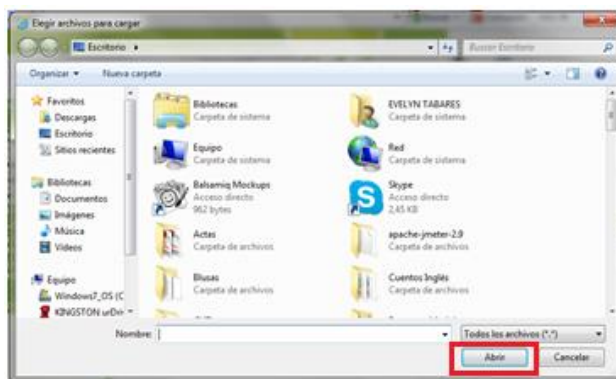 Elegir archivos para cargar
Escritorio
Buscar Escritorio
Organizar
Nueva carpeta
Favoritos
Descargas
Escritorio
Sitios recientes
Bibliotecas
Documentos
Imágenes
Música
Vídeos
Equipo
Windows7_OS (C
KINGSTON urDri
Bibliotecas
Carpeta de sistema
EVELYN TABARES
Carpeta de sistema
Equipo
Carpeta de sistema
Red
Carpeta de sistema
Balsamiq Mockups
Acceso directo
962 bytes
Skype
Acceso directo
2,45 KB
Actas
Carpeta de archivos
apache-jmeter-2.9
Carpeta de archivos
Blusas
Carpeta de archivos
Cuentos Inglés
Carpeta de archivos
Nombre:
Todos los archivos (*.*)
Abrir
Cancelar